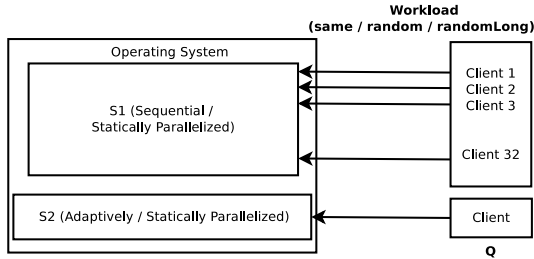 Workload
(same / random / randomLong)
Operating System
S1 (Sequential /
Statically Parallelized)
Client 1
Client 2
Client 3
Client 32
S2 (Adaptively / Statically Parallelized)
Client
Q